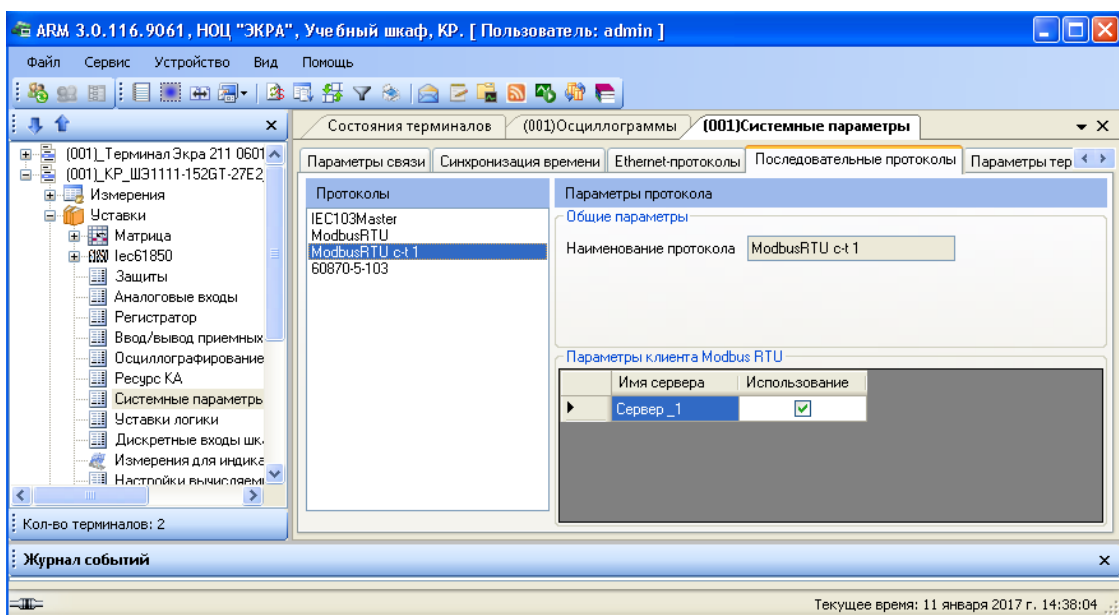 ARM 3.0.116.9061, НОЦ "ЭКРА", Учебный шкаф, КР. [ Пользователь: admin ]
Файл Сервис Устройство Вид Помощь
Состояния терминалов (001)Осциллограммы (001)Системные параметры
(001)_Терминал Экра 211 0601
(001)_КР_ШЭ1111-152GT-27E2
Измерения
Уставки
Матрица
Iec61850
Защиты
Аналоговые входы
Регистратор
Ввод/вывод приемных
Осциллографирование
Ресурс КА
Системные параметры
Уставки логики
Дискретные входы шк
Измерения для индика
Настройки вычисляем
Кол-во терминалов: 2
Параметры связи Синхронизация времени Ethernet-протоколы Последовательные протоколы Параметры тер
Протоколы
IEC103Master
ModbusRTU
ModbusRTU c-t 1
60870-5-103
Параметры протокола
Общие параметры
Наименование протокола ModbusRTU c-t 1
Параметры клиента Modbus RTU
Имя сервера Использование
Сервер _1
Журнал событий
Текущее время: 11 января 2017 г. 14:38:04